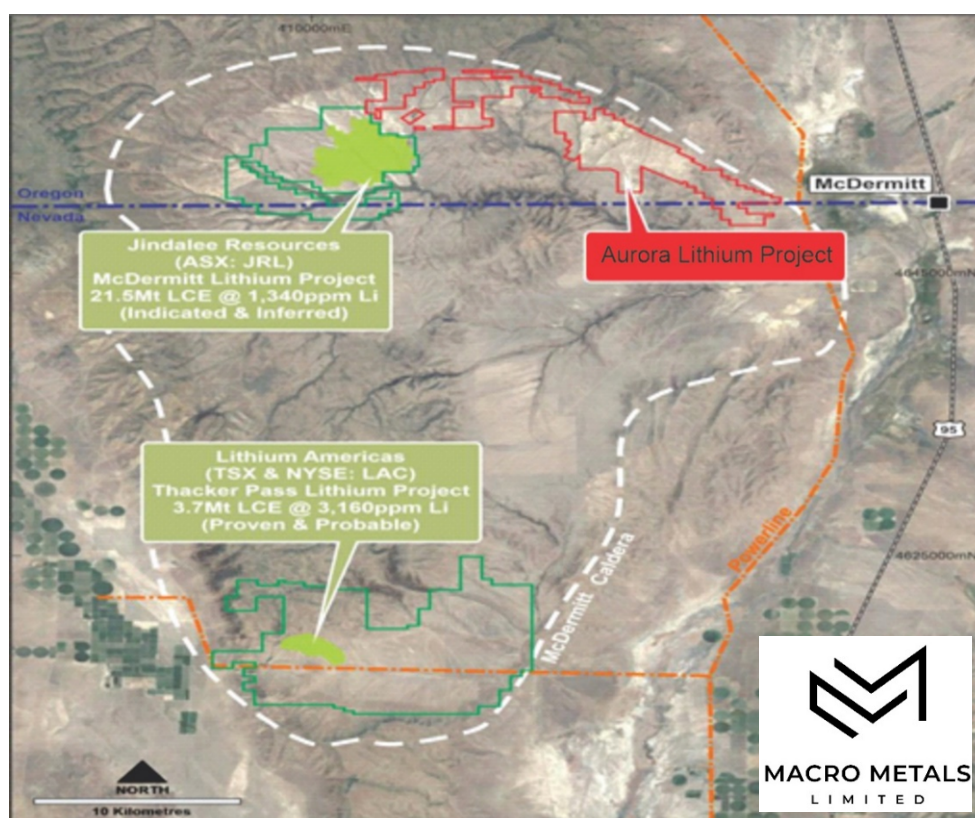 410000mE
Oregon
Nevada
McDermitt
Jindalee Resources
(ASX: JRL)
McDermitt Lithium Project
21.5Mt LCE @ 1,340ppm Li
(Indicated & Inferred)
Aurora Lithium Project
4645000mN
95
Lithium Americas
(TSX & NYSE: LAC)
Thacker Pass Lithium Project
3.7Mt LCE @ 3,160ppm Li
(Proven & Probable)
McDermitt Caldera
Powerline
4625000mN
NORTH
10 Kilometres
MACRO METALS
LIMITED